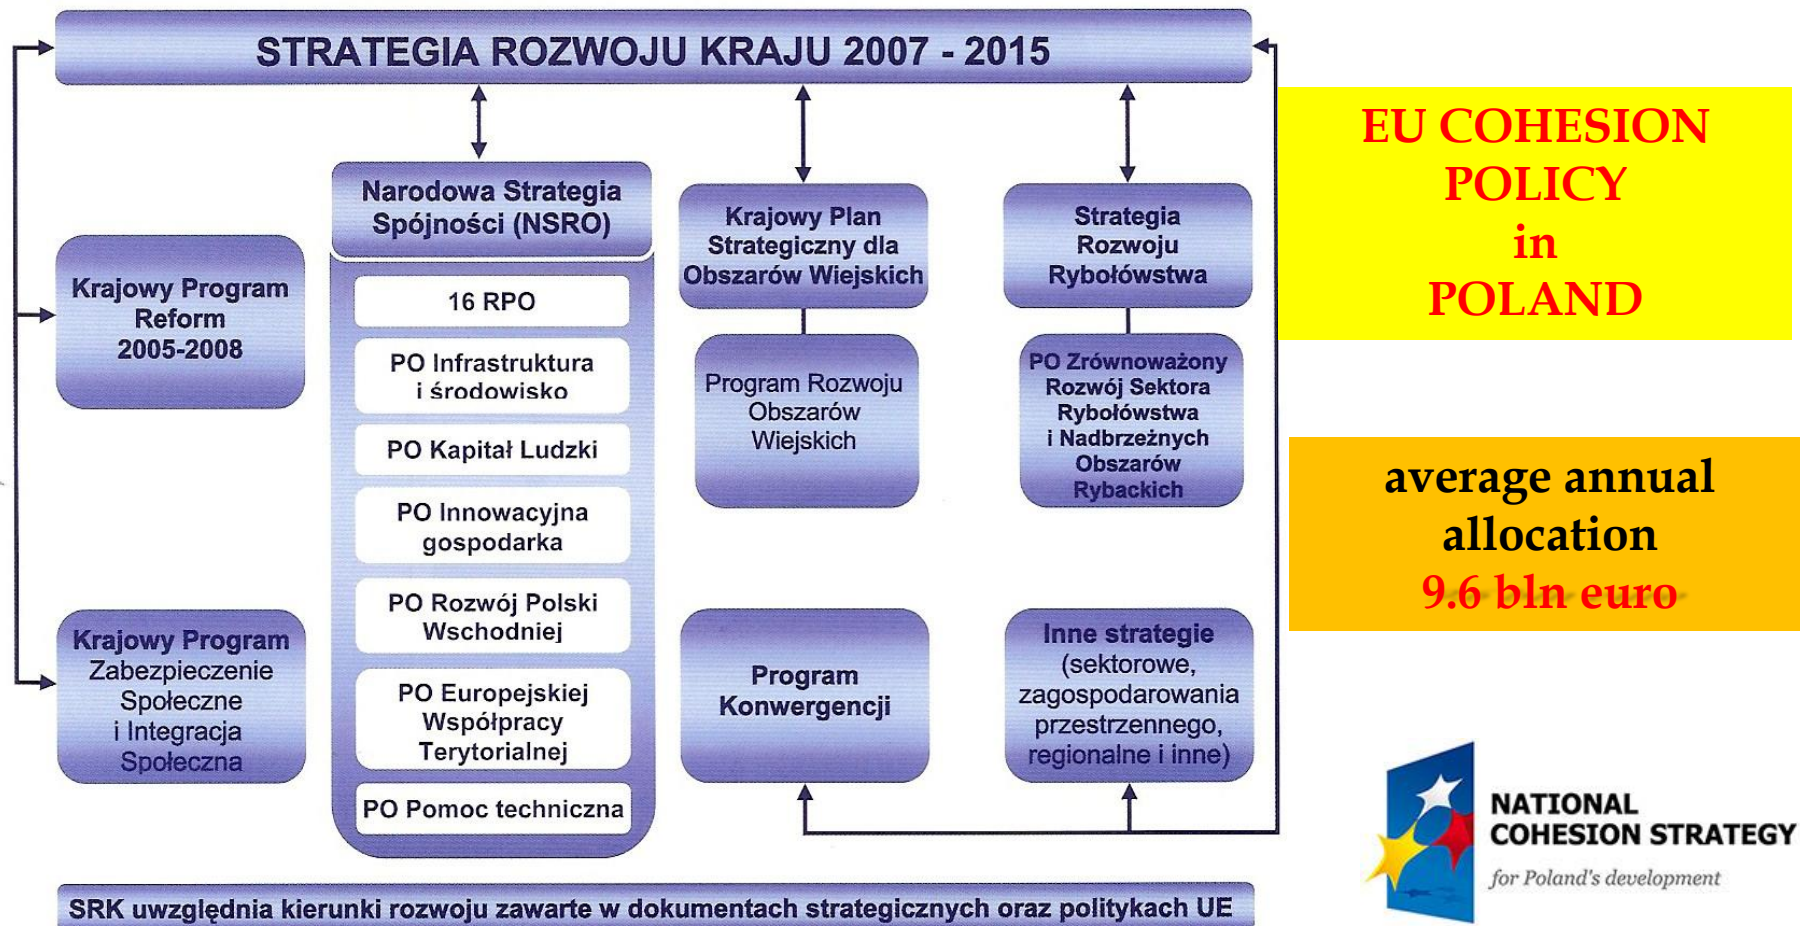 STRATEGIA ROZWOJU KRAJU 2007 - 2015
Krajowy Program
Reform
2005-2008
Krajowy Program
Zabezpieczenie
Społeczne
i Integracja
Społeczna
Narodowa Strategia
Spójności (NSRO)
16 RPO
PO Infrastruktura
i środowisko
PO Kapitał Ludzki
PO Innowacyjna
gospodarka
PO Rozwój Polski
Wschodniej
PO Europejskiej
Współpracy
Terytorialnej
PO Pomoc techniczna
Krajowy Plan
Strategiczny dla
Obszarów Wiejskich
Program Rozwoju
Obszarów
Wiejskich
Program
Konwergencji
Strategia
Rozwoju
Rybołówstwa
PO Zrównoważony
Rozwój Sektora
Rybołówstwa
i Nadbrzeżnych
Obszarów
Rybackich
Inne strategie
(sektorowe,
zagospodarowania
przestrzennego,
regionalne i inne)
SRK uwzględnia kierunki rozwoju zawarte w dokumentach strategicznych oraz politykach UE
EU COHESION
POLICY
in
POLAND
average annual
allocation
9.6 bln euro
NATIONAL
COHESION STRATEGY
for Poland's development